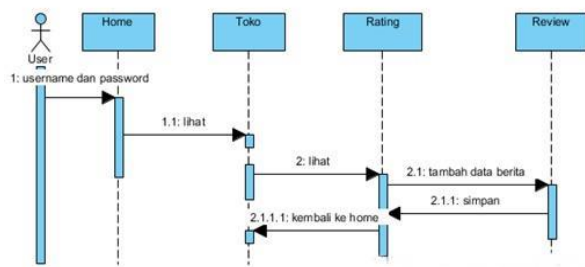 Home
Toko
Rating
Review
User
1: username dan password
1.1: lihat
2: lihat
2.1: tambah data berita
2.1.1: simpan
2.1.1.1: kembali ke home